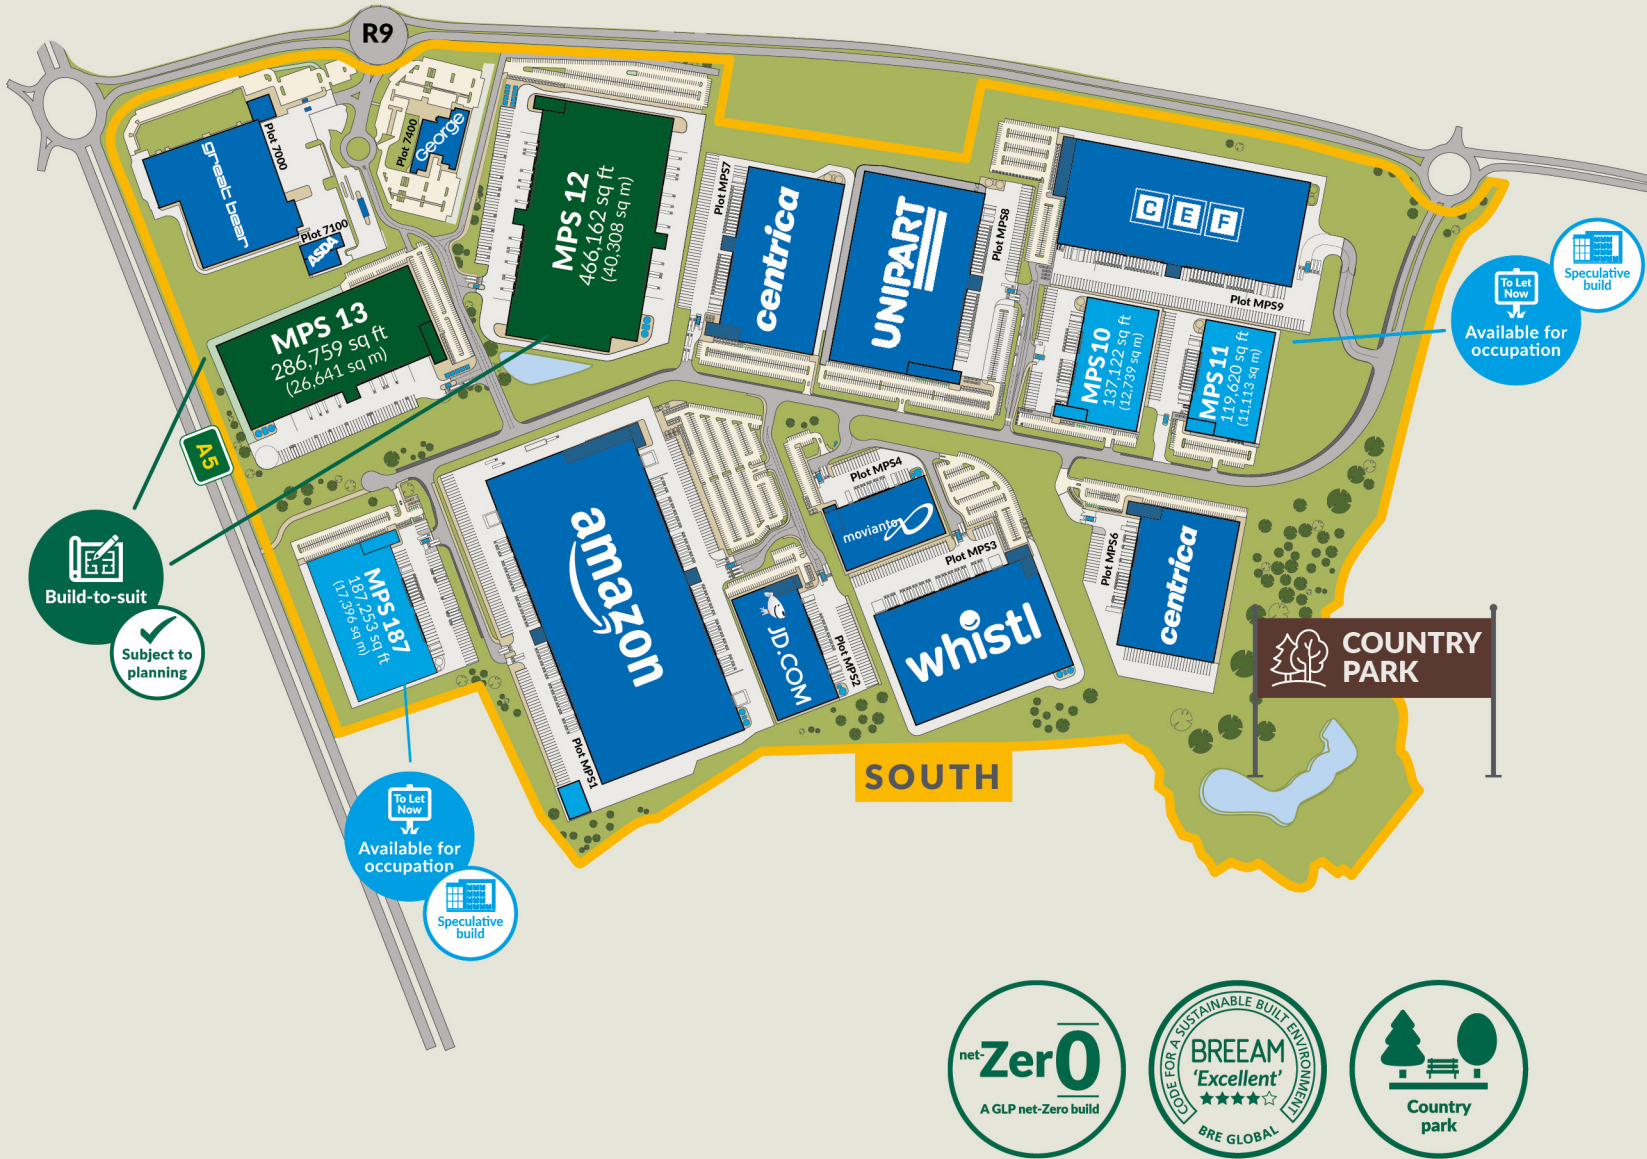 R9
great bear
Plot 7000
Plot 7100
ASDA
Plot 7400
George
MPS 12
466,162 sq ft
(40,308 sq m)
MPS 13
286,759 sq ft
(26,641 sq m)
Plot MPS7
centrica
UNIPART
Plot MPS8
C E F
Plot MPS9
MPS10
137,122 sq ft
(12,739 sq m)
MPS11
119,620 sq ft
(11,113 sq m)
To Let
Now
Available for
occupation
Speculative
build
A5
Build-to-suit
Subject to
planning
MPS187
187,253 sq ft
(17,396 sq m)
amazon
Plot MPS1
JD.COM
Plot MPS2
Plot MPS4
movianto
Plot MPS3
whistl
Plot MPS6
centrica
COUNTRY
PARK
SOUTH
To Let
Now
Available for
occupation
Speculative
build
net-Zero
A GLP net-Zero build
CODE FOR A SUSTAINABLE BUILT ENVIRONMENT
BREEAM
'Excellent'
BRE GLOBAL
Country
park